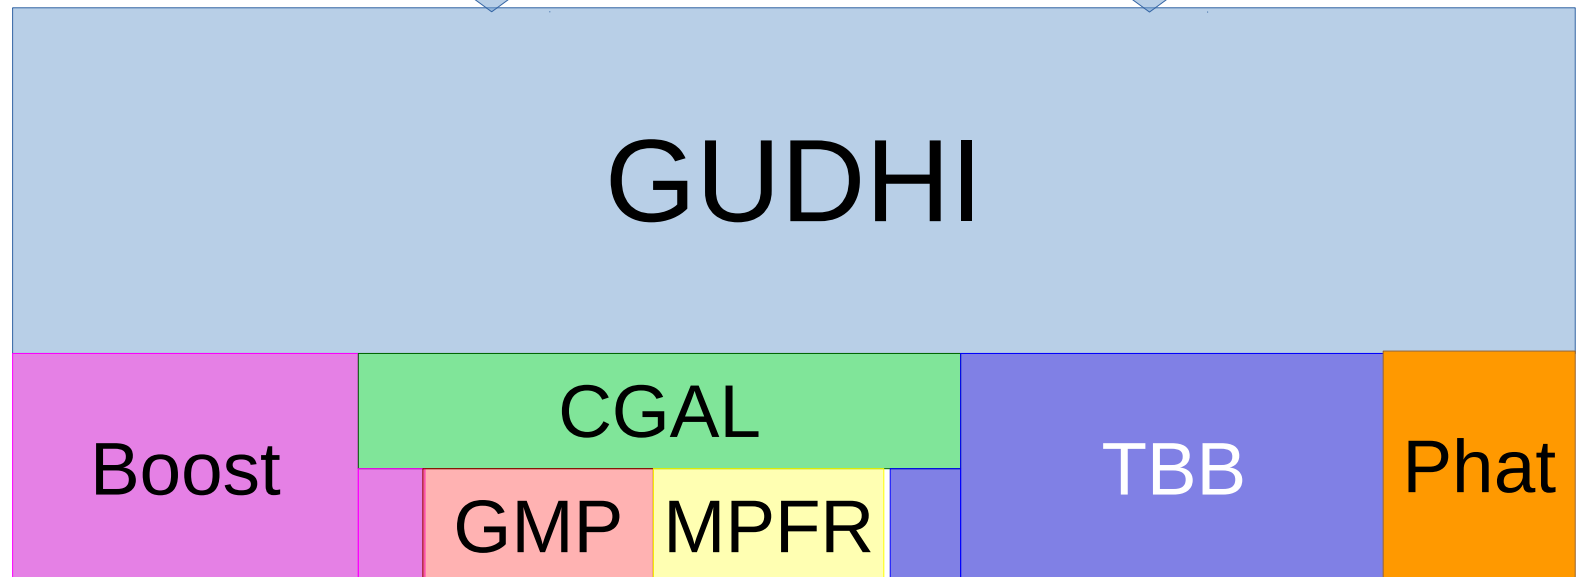 GUDHI
CGAL
Boost
TBB
Phat
GMP
MPFR